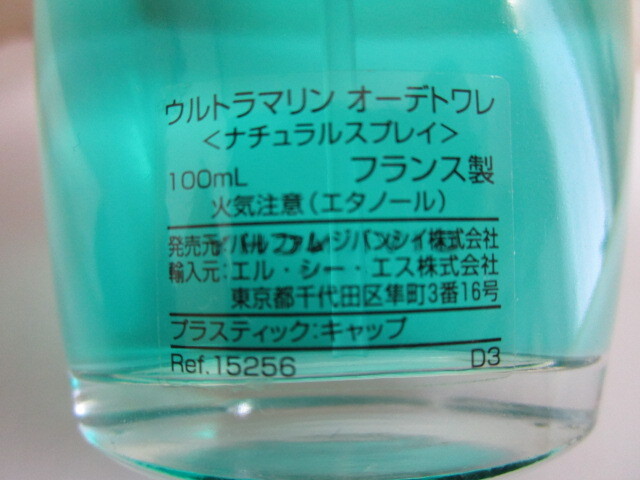 ウルトラマリン オーデトワレ
<ナチュラルスプレイ>
100mL フランス製
火気注意(エタノール)
発売元:パルファムジバンシイ株式会社
輸入元:エル・シー・エス株式会社
東京都千代田区隼町3番16号
プラスティック:キャップ
Ref.15256 D3